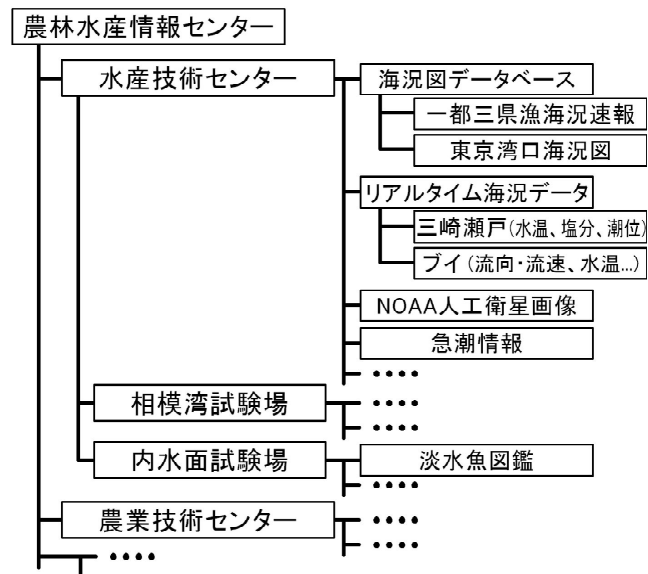 農林水産情報センター
水産技術センター
海況図データベース
一都三県漁海況速報
東京湾口海況図
リアルタイム海況データ
三崎瀬戸(水温、塩分、潮位)
ブイ(流向・流速、水温...)
NOAA人工衛星画像
急潮情報
••••
相模湾試験場
••••
••••
内水面試験場
淡水魚図鑑
••••
農業技術センター
••••
••••
••••